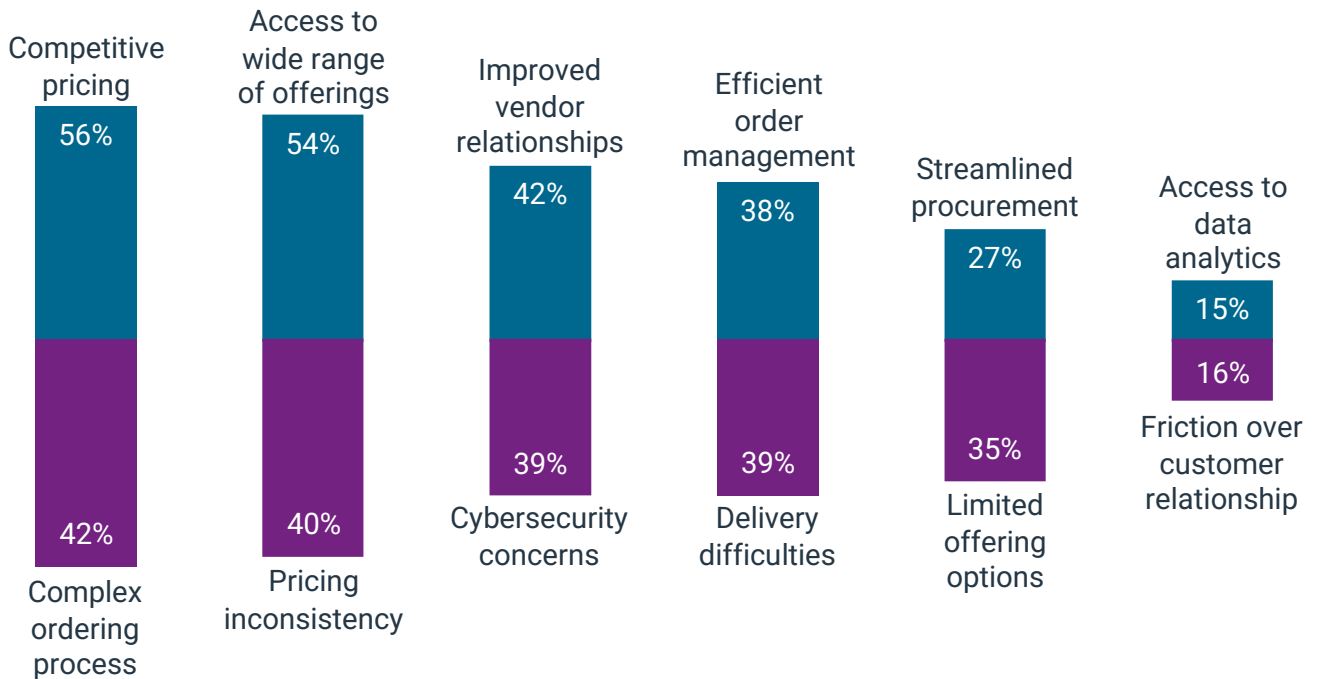 Competitive
pricing
56%
42%
Complex
ordering
process
Access to
wide range
of offerings
54%
40%
Pricing
inconsistency
Improved
vendor
relationships
42%
39%
Cybersecurity
concerns
Efficient
order
management
38%
39%
Delivery
difficulties
Streamlined
procurement
27%
35%
Limited
offering
options
Access to
data
analytics
15%
16%
Friction over
customer
relationship